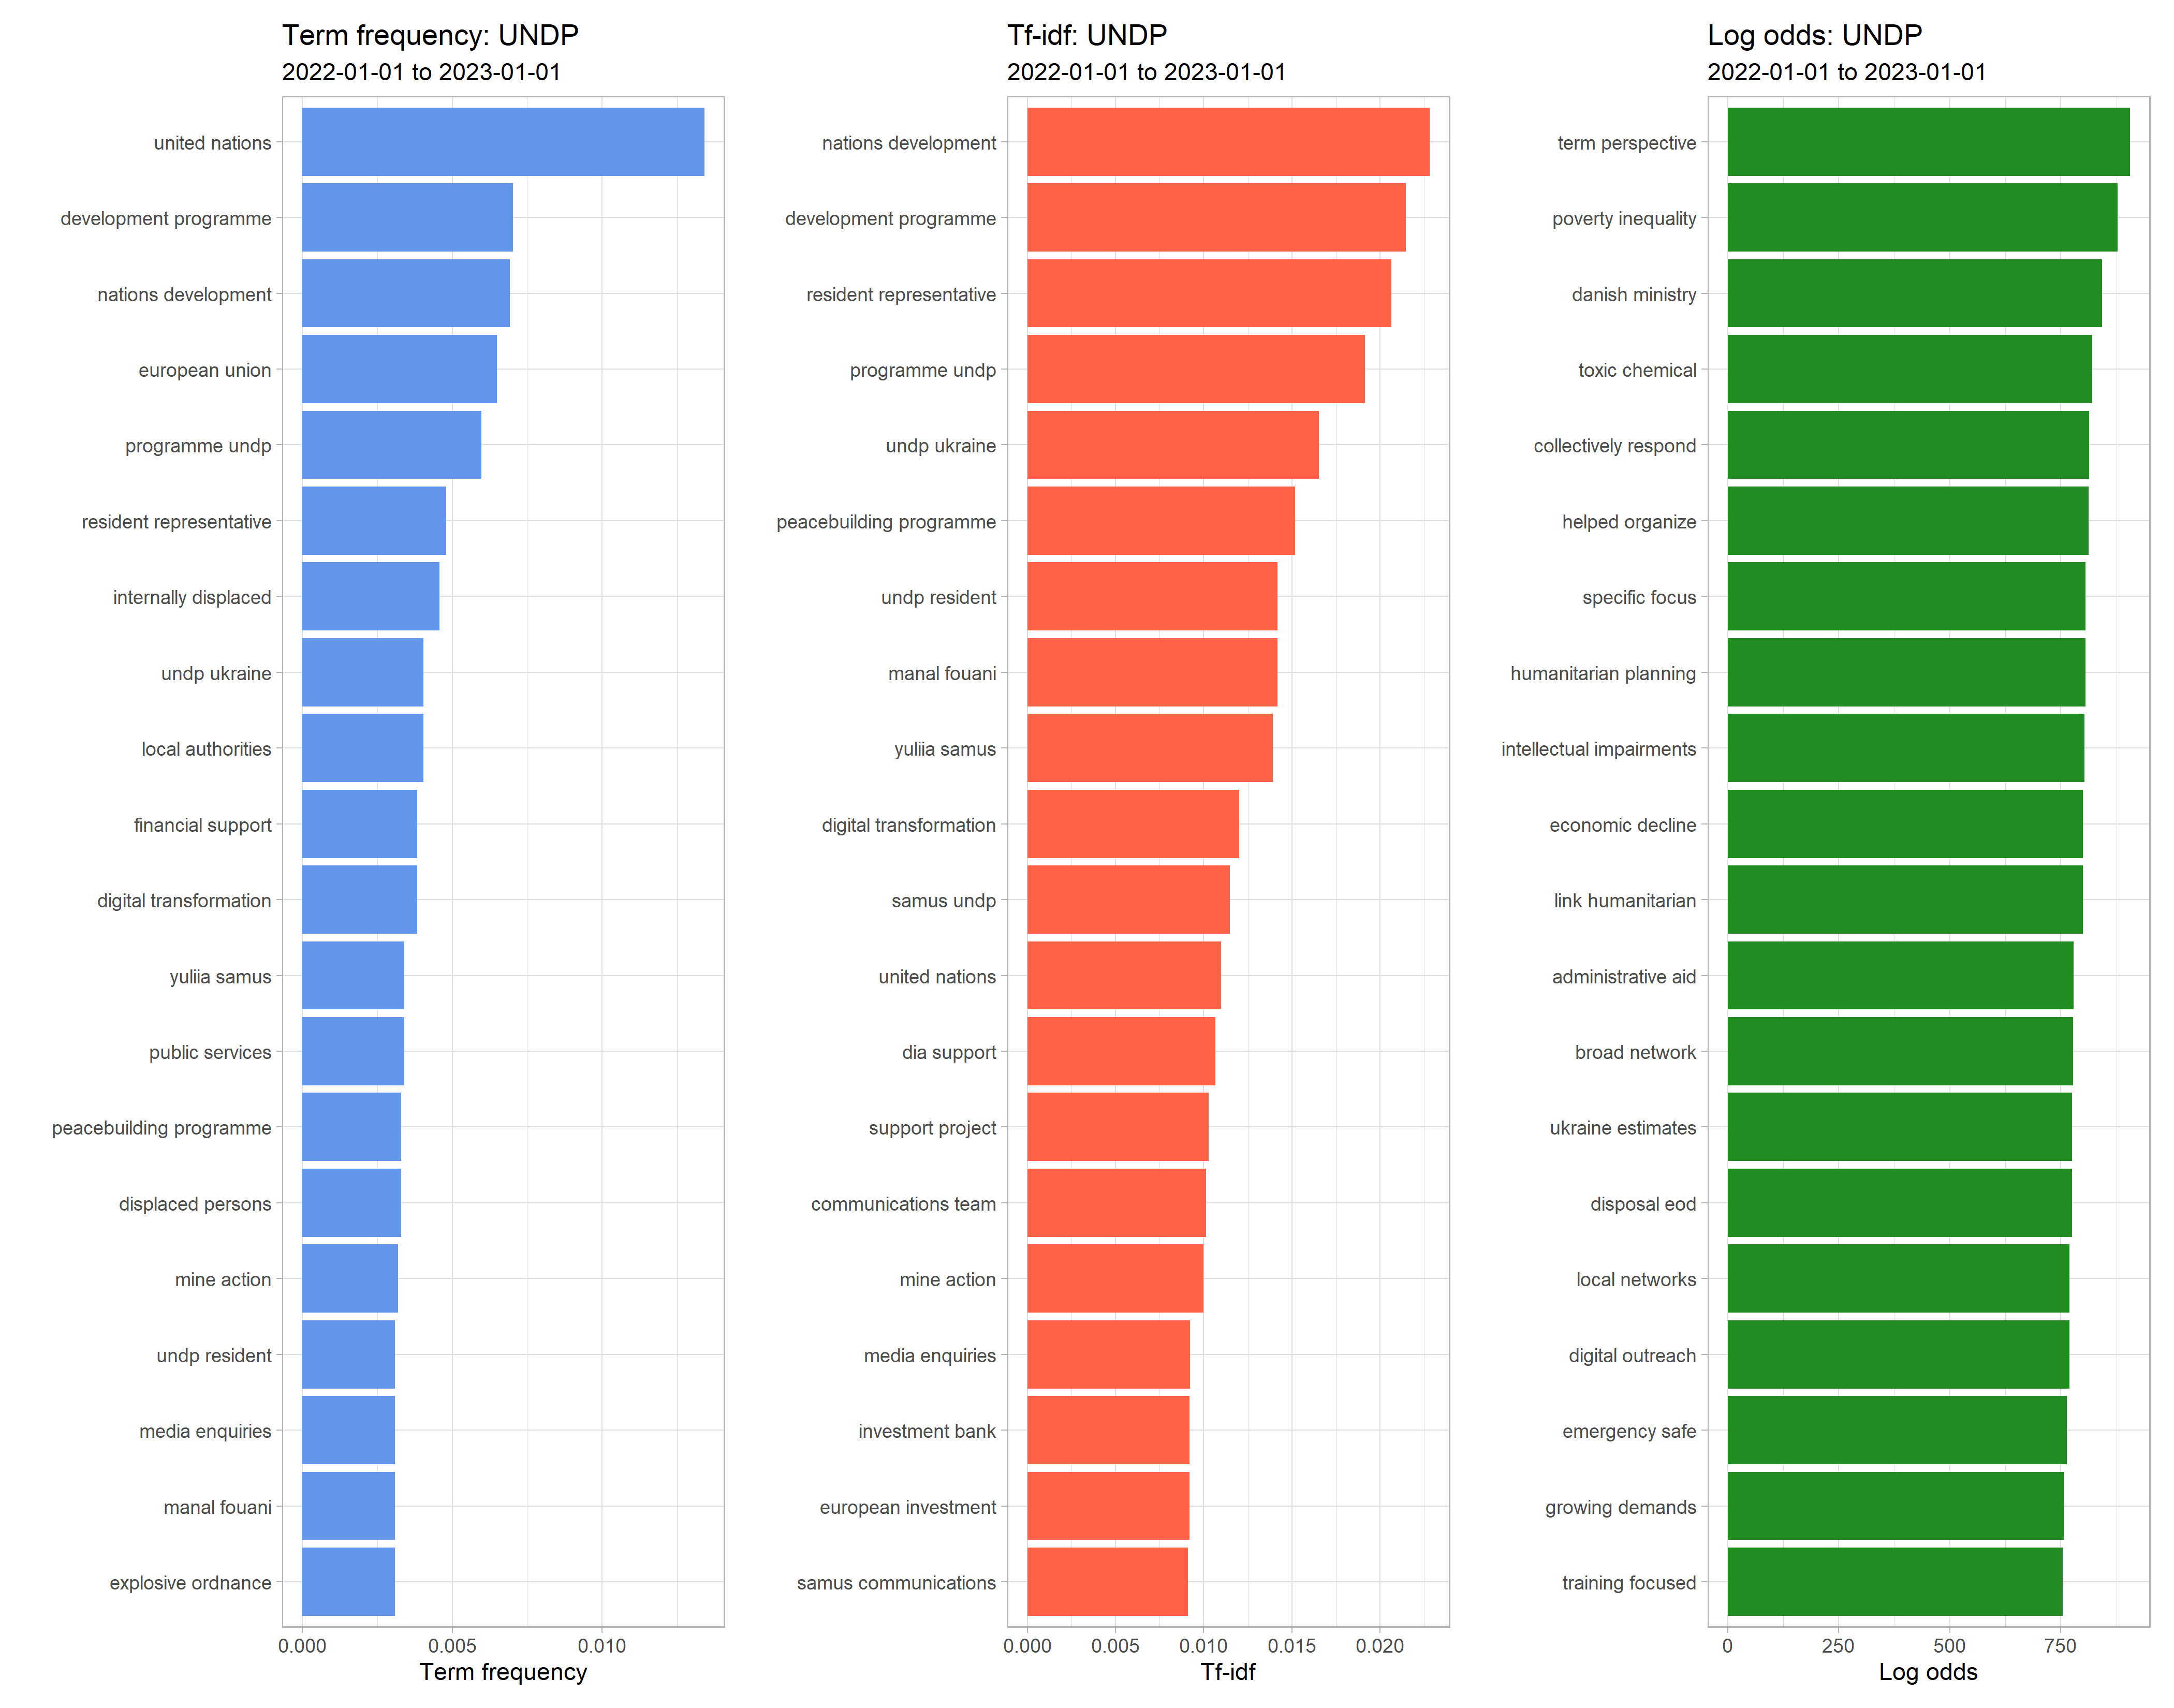 Term frequency: UNDP
2022-01-01 to 2023-01-01
united nations
development programme
nations development
european union
programme undp
resident representative
internally displaced
undp ukraine
local authorities
financial support
digital transformation
yuliia samus
public services
peacebuilding programme
displaced persons
mine action
undp resident
media enquiries
manal fouani
explosive ordnance
0.000 0.005 0.010
Term frequency
Tf-idf: UNDP
2022-01-01 to 2023-01-01
nations development
development programme
resident representative
programme undp
undp ukraine
peacebuilding programme
undp resident
manal fouani
yuliia samus
digital transformation
samus undp
united nations
dia support
support project
communications team
mine action
media enquiries
investment bank
european investment
samus communications
0.000 0.005 0.010 0.015 0.020
Tf-idf
Log odds: UNDP
2022-01-01 to 2023-01-01
term perspective
poverty inequality
danish ministry
toxic chemical
collectively respond
helped organize
specific focus
humanitarian planning
intellectual impairments
economic decline
link humanitarian
administrative aid
broad network
ukraine estimates
disposal eod
local networks
digital outreach
emergency safe
growing demands
training focused
0 250 500 750
Log odds